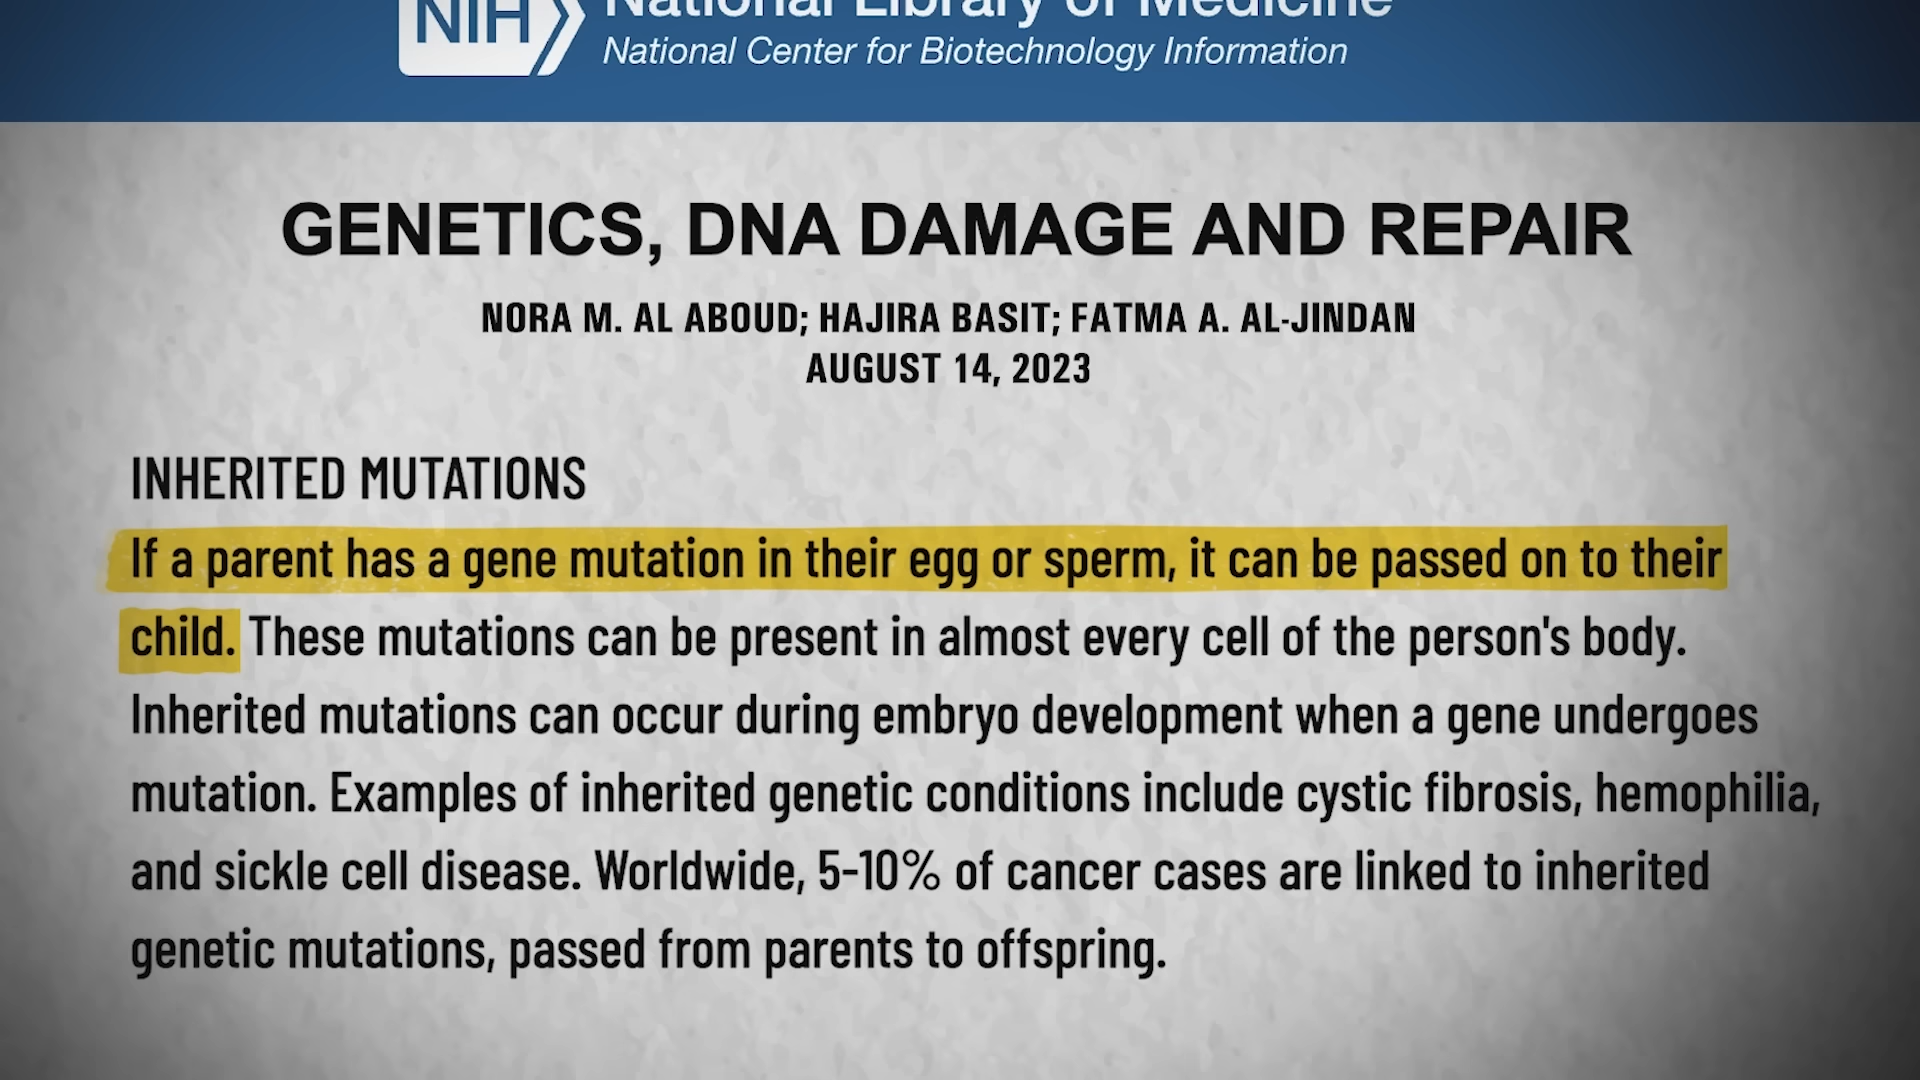 NIH National Library of Medicine
National Center for Biotechnology Information
GENETICS, DNA DAMAGE AND REPAIR
NORA M. AL ABOUD; HAJIRA BASIT; FATMA A. AL-JINDAN
AUGUST 14, 2023
INHERITED MUTATIONS
If a parent has a gene mutation in their egg or sperm, it can be passed on to their
child. These mutations can be present in almost every cell of the person's body.
Inherited mutations can occur during embryo development when a gene undergoes
mutation. Examples of inherited genetic conditions include cystic fibrosis, hemophilia,
and sickle cell disease. Worldwide, 5-10% of cancer cases are linked to inherited
genetic mutations, passed from parents to offspring.